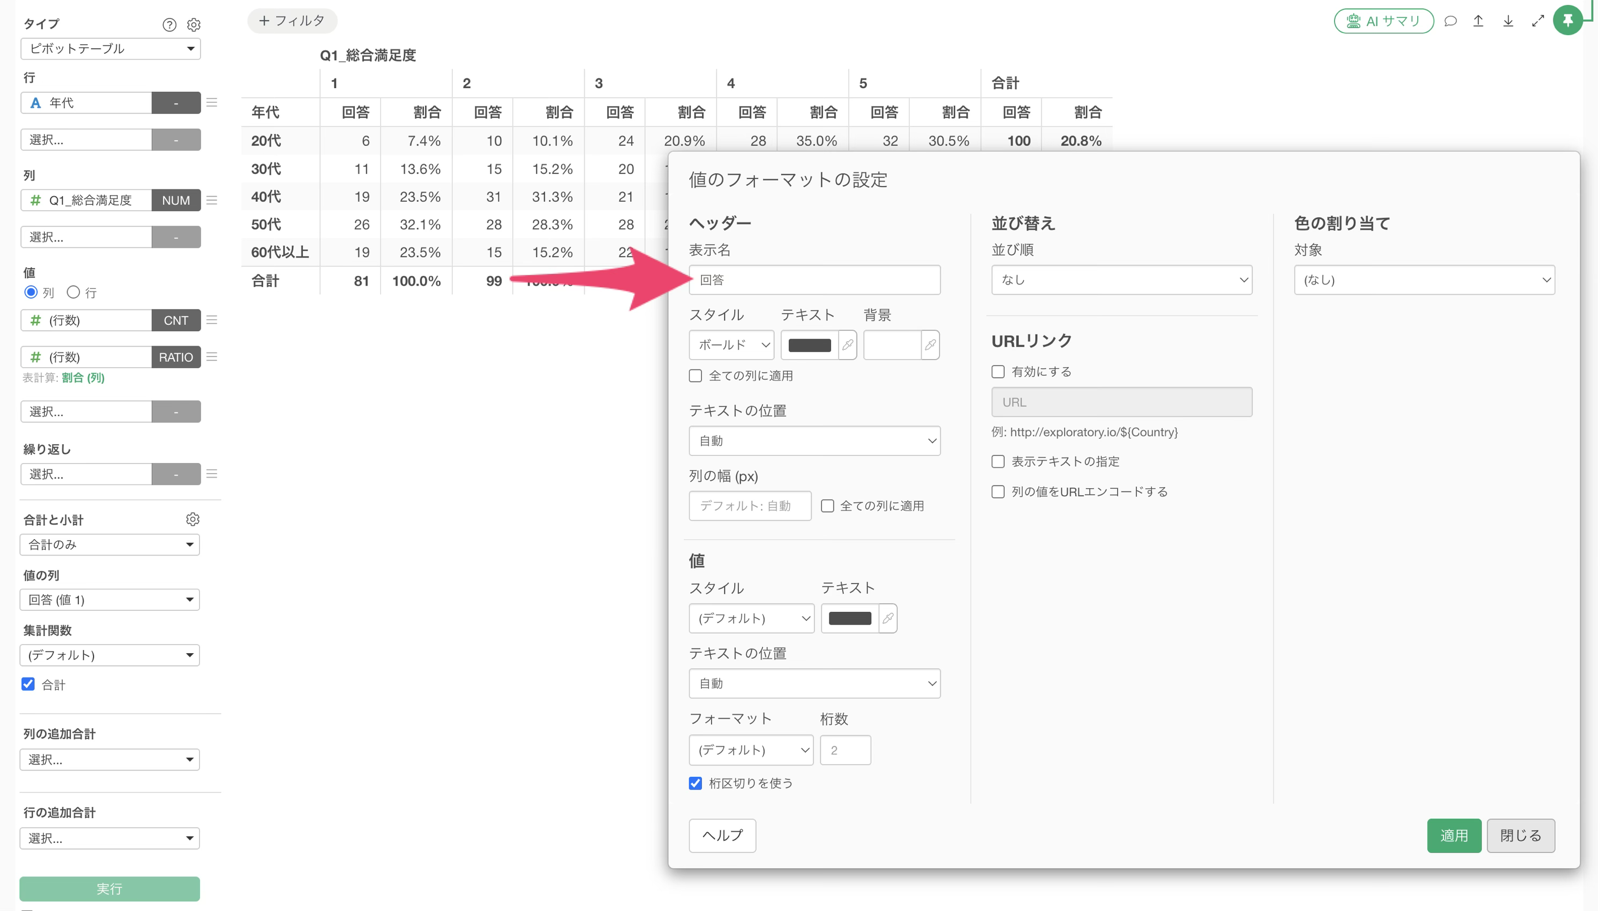 タイプ
ピボットテーブル
行
A 年代 -
選択... -
列
# Q1_総合満足度 NUM
選択... -
値
列 行
# (行数) CNT
# (行数) RATIO
表計算: 割合 (列)
選択... -
繰り返し
選択... -
合計と小計
合計のみ
値の列
回答 (値 1)
集計関数
(デフォルト)
合計
列の追加合計
選択...
行の追加合計
選択...
実行
+ フィルタ
AI サマリ
Q1_総合満足度
1 2 3 4 5 合計
年代 回答 割合 回答 割合 回答 割合 回答 割合 回答 割合 回答 割合
20代 6 7.4% 10 10.1% 24 20.9% 28 35.0% 32 30.5% 100 20.8%
30代 11 13.6% 15 15.2% 20
40代 19 23.5% 31 31.3% 21
50代 26 32.1% 28 28.3% 28
60代以上 19 23.5% 15 15.2% 22
合計 81 100.0% 99
値のフォーマットの設定
ヘッダー
表示名
回答
スタイル テキスト 背景
ボールド
全ての列に適用
テキストの位置
自動
列の幅 (px)
デフォルト: 自動 全ての列に適用
値
スタイル テキスト
(デフォルト)
テキストの位置
自動
フォーマット 桁数
(デフォルト) 2
桁区切りを使う
ヘルプ
並び替え
並び順
なし
URLリンク
有効にする
URL
例: http://exploratory.io/${Country}
表示テキストの指定
列の値をURLエンコードする
色の割り当て
対象
(なし)
適用 閉じる